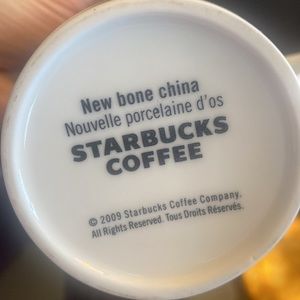 New bone china
Nouvelle porcelaine d'os
STARBUCKS
COFFEE
© 2009 Starbucks Coffee Company.
All Rights Reserved. Tous Droits Réservés.